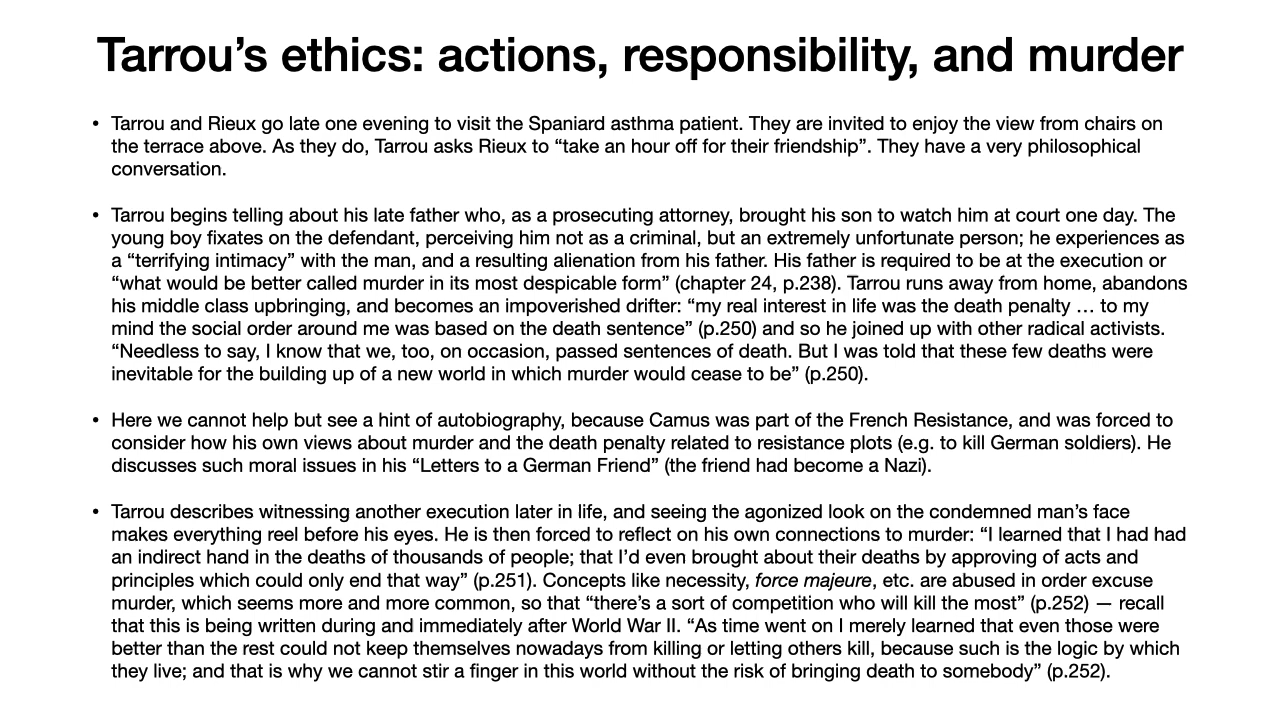 Tarrou’s ethics: actions, responsibility, and murder
• Tarrou and Rieux go late one evening to visit the Spaniard asthma patient. They are invited to enjoy the view from chairs on
the terrace above. As they do, Tarrou asks Rieux to “take an hour off for their friendship”. They have a very philosophical
conversation.
• Tarrou begins telling about his late father who, as a prosecuting attorney, brought his son to watch him at court one day. The
young boy fixates on the defendant, perceiving him not as a criminal, but an extremely unfortunate person; he experiences as
a “terrifying intimacy” with the man, and a resulting alienation from his father. His father is required to be at the execution or
“what would be better called murder in its most despicable form” (chapter 24, p.238). Tarrou runs away from home, abandons
his middle class upbringing, and becomes an impoverished drifter: “my real interest in life was the death penalty … to my
mind the social order around me was based on the death sentence” (p.250) and so he joined up with other radical activists.
“Needless to say, I know that we, too, on occasion, passed sentences of death. But I was told that these few deaths were
inevitable for the building up of a new world in which murder would cease to be” (p.250).
• Here we cannot help but see a hint of autobiography, because Camus was part of the French Resistance, and was forced to
consider how his own views about murder and the death penalty related to resistance plots (e.g. to kill German soldiers). He
discusses such moral issues in his “Letters to a German Friend” (the friend had become a Nazi).
• Tarrou describes witnessing another execution later in life, and seeing the agonized look on the condemned man’s face
makes everything reel before his eyes. He is then forced to reflect on his own connections to murder: “I learned that I had had
an indirect hand in the deaths of thousands of people; that I’d even brought about their deaths by approving of acts and
principles which could only end that way” (p.251). Concepts like necessity, force majeure, etc. are abused in order excuse
murder, which seems more and more common, so that “there’s a sort of competition who will kill the most” (p.252) — recall
that this is being written during and immediately after World War II. “As time went on I merely learned that even those were
better than the rest could not keep themselves nowadays from killing or letting others kill, because such is the logic by which
they live; and that is why we cannot stir a finger in this world without the risk of bringing death to somebody” (p.252).